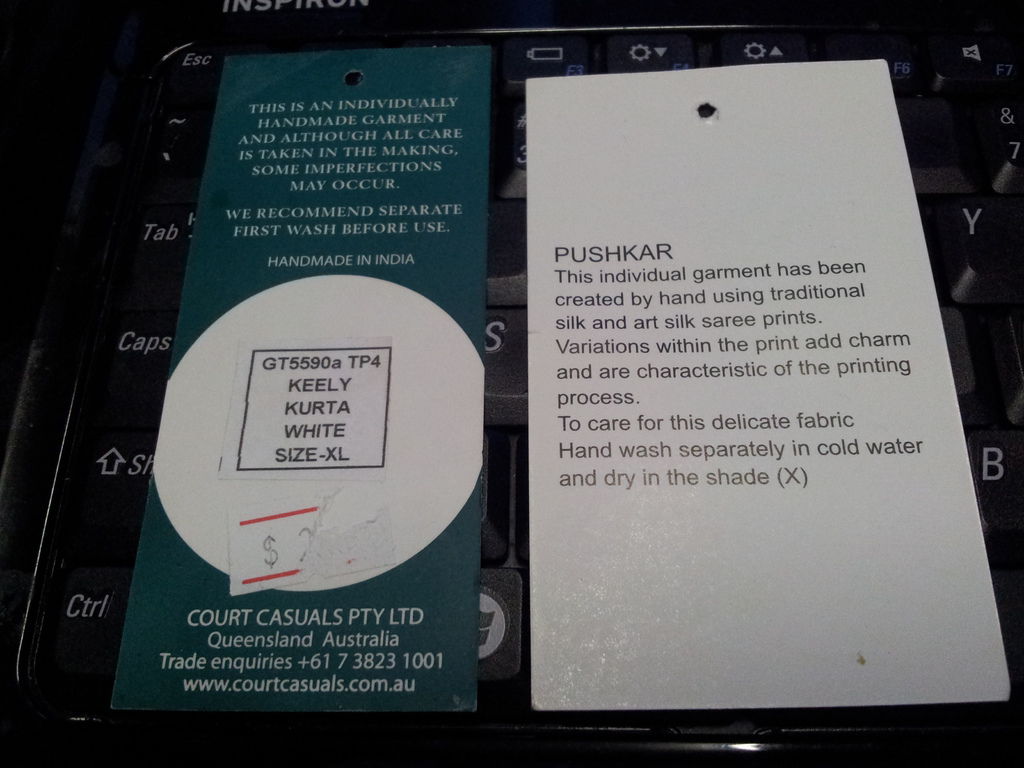 INSPIRON
Esc
F3
F4
F6
F7
~
#
3
&
7
Tab
Y
Caps
S
Sh
B
Ctrl
THIS IS AN INDIVIDUALLY
HANDMADE GARMENT
AND ALTHOUGH ALL CARE
IS TAKEN IN THE MAKING,
SOME IMPERFECTIONS
MAY OCCUR.
WE RECOMMEND SEPARATE
FIRST WASH BEFORE USE.
HANDMADE IN INDIA
GT5590a TP4
KEELY
KURTA
WHITE
SIZE-XL
$
COURT CASUALS PTY LTD
Queensland Australia
Trade enquiries +61 7 3823 1001
www.courtcasuals.com.au
PUSHKAR
This individual garment has been
created by hand using traditional
silk and art silk saree prints.
Variations within the print add charm
and are characteristic of the printing
process.
To care for this delicate fabric
Hand wash separately in cold water
and dry in the shade (X)